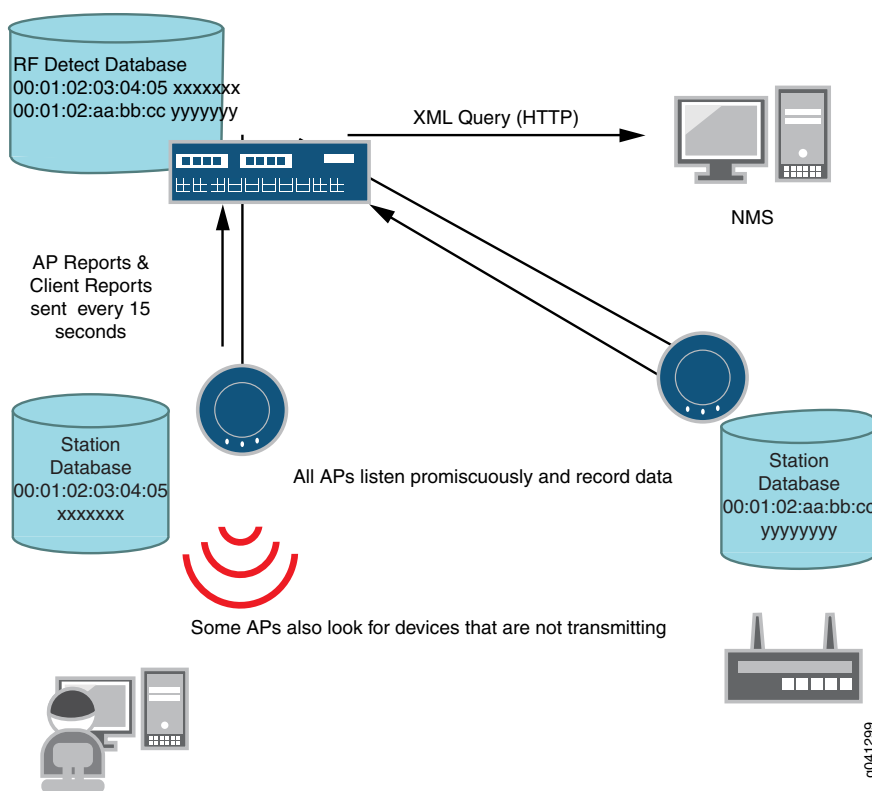 RF Detect Database
00:01:02:03:04:05 xxxxxxx
00:01:02:aa:bb:cc yyyyyyy
XML Query (HTTP)
NMS
AP Reports &
Client Reports
sent every 15
seconds
Station
Database
00:01:02:03:04:05
xxxxxxx
All APs listen promiscuously and record data
Station
Database
00:01:02:aa:bb:cc
yyyyyyyy
Some APs also look for devices that are not transmitting
g041299